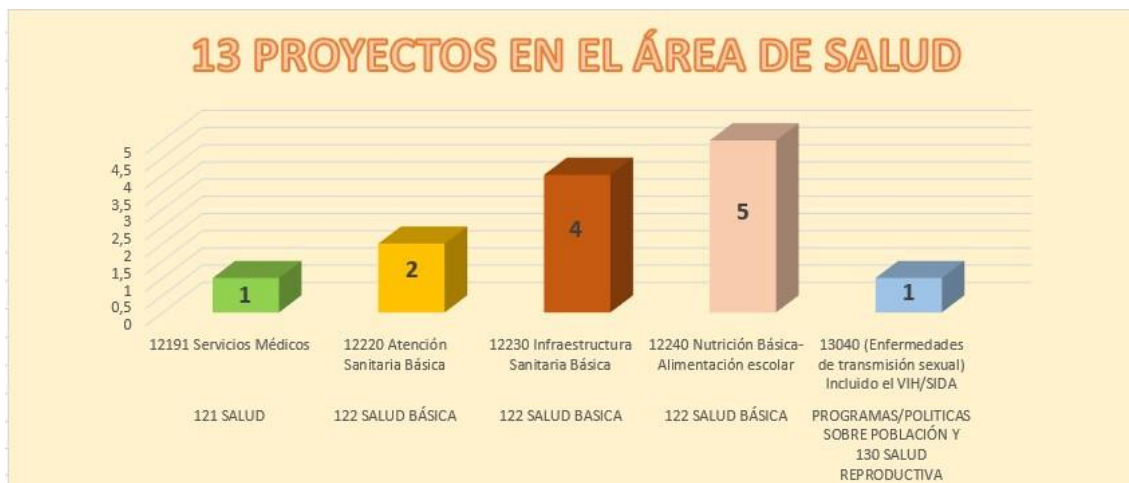 13 PROYECTOS EN EL ÁREA DE SALUD
5
4,5
4
3,5
3
2,5
2
1,5
1
0,5
0
1
2
4
5
1
12191 Servicios Médicos
12220 Atención
Sanitaria Básica
12230 Infraestructura
Sanitaria Básica
12240 Nutrición Básica-
Alimentación escolar
13040 (Enfermedades
de transmisión sexual)
Incluido el VIH/SIDA
121 SALUD
122 SALUD BÁSICA
122 SALUD BASICA
122 SALUD BÁSICA
PROGRAMAS/POLITICAS
SOBRE POBLACIÓN Y
130 SALUD
REPRODUCTIVA